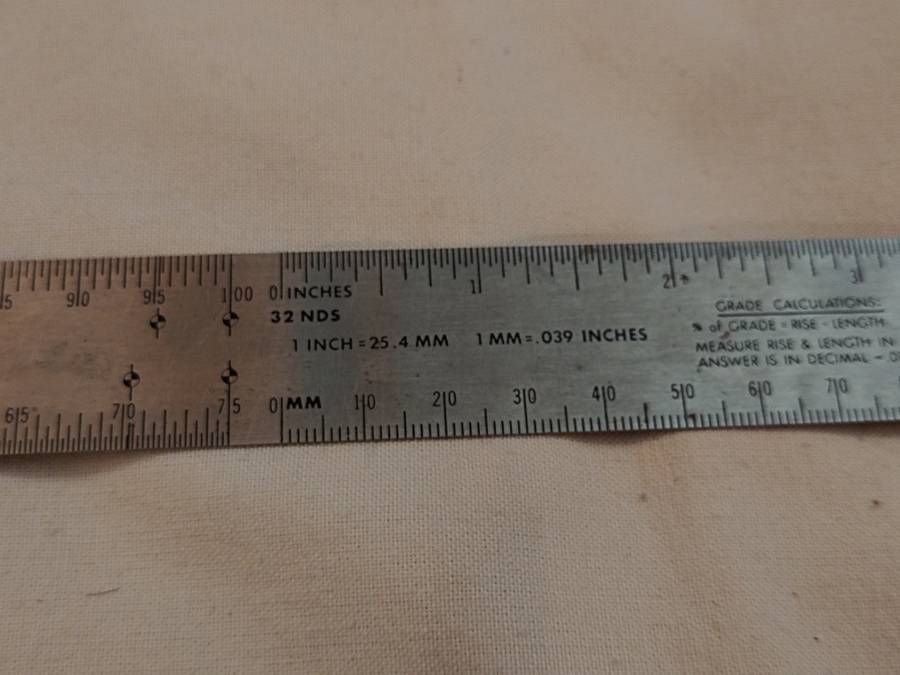 5 90 95 100 0 INCHES 1 2 3
32 NDS
1 INCH = 25.4 MM 1 MM = .039 INCHES
GRADE CALCULATIONS:
% of GRADE = RISE ÷ LENGTH
MEASURE RISE & LENGTH IN
ANSWER IS IN DECIMAL - .0
65 70 75 0 MM 10 20 30 40 50 60 70